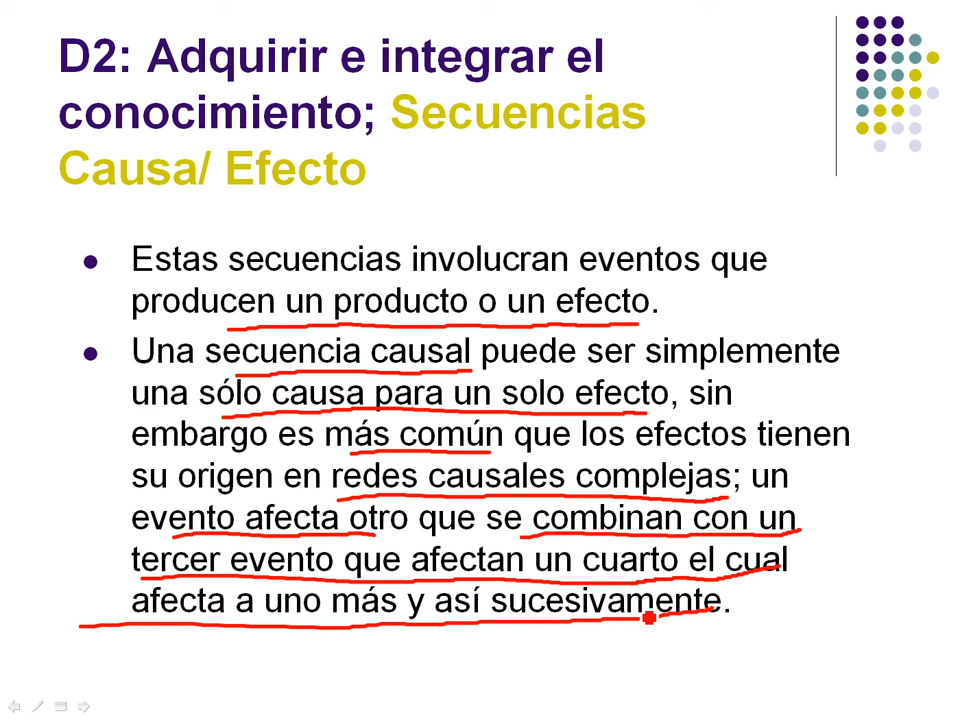 D2: Adquirir e integrar el
conocimiento; Secuencias
Causa/ Efecto
Estas secuencias involucran eventos que
producen un producto o un efecto.
Una secuencia causal puede ser simplemente
una sólo causa para un solo efecto, sin
embargo es más común que los efectos tienen
su origen en redes causales complejas; un
evento afecta otro que se combinan con un
tercer evento que afectan un cuarto el cual
afecta a uno más y así sucesivamente.